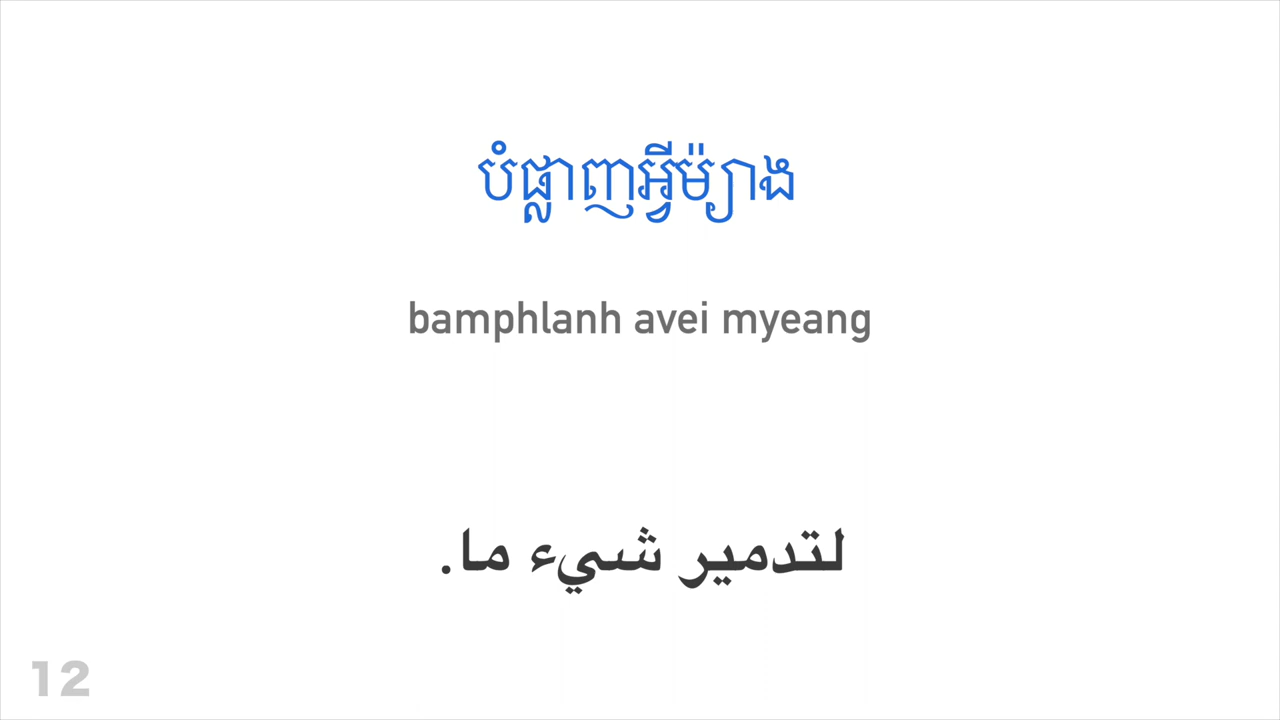 បំផ្លាញអ្វីម៉្យាង
bamphlanh avei myeang
لتدمير شيء ما.
12